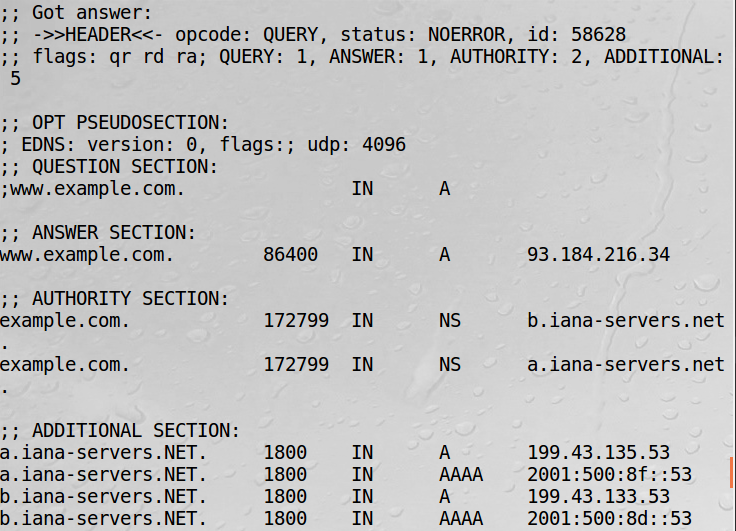 ;; Got answer:
;; ->>HEADER<<- opcode: QUERY, status: NOERROR, id: 58628
;; flags: qr rd ra; QUERY: 1, ANSWER: 1, AUTHORITY: 2, ADDITIONAL:
 5

;; OPT PSEUDOSECTION:
; EDNS: version: 0, flags:; udp: 4096
;; QUESTION SECTION:
;www.example.com.               IN      A

;; ANSWER SECTION:
www.example.com.        86400   IN      A       93.184.216.34

;; AUTHORITY SECTION:
example.com.            172799  IN      NS      b.iana-servers.net
.
example.com.            172799  IN      NS      a.iana-servers.net
.

;; ADDITIONAL SECTION:
a.iana-servers.NET.     1800    IN      A       199.43.135.53
a.iana-servers.NET.     1800    IN      AAAA    2001:500:8f::53
b.iana-servers.NET.     1800    IN      A       199.43.133.53
b.iana-servers.NET.     1800    IN      AAAA    2001:500:8d::53